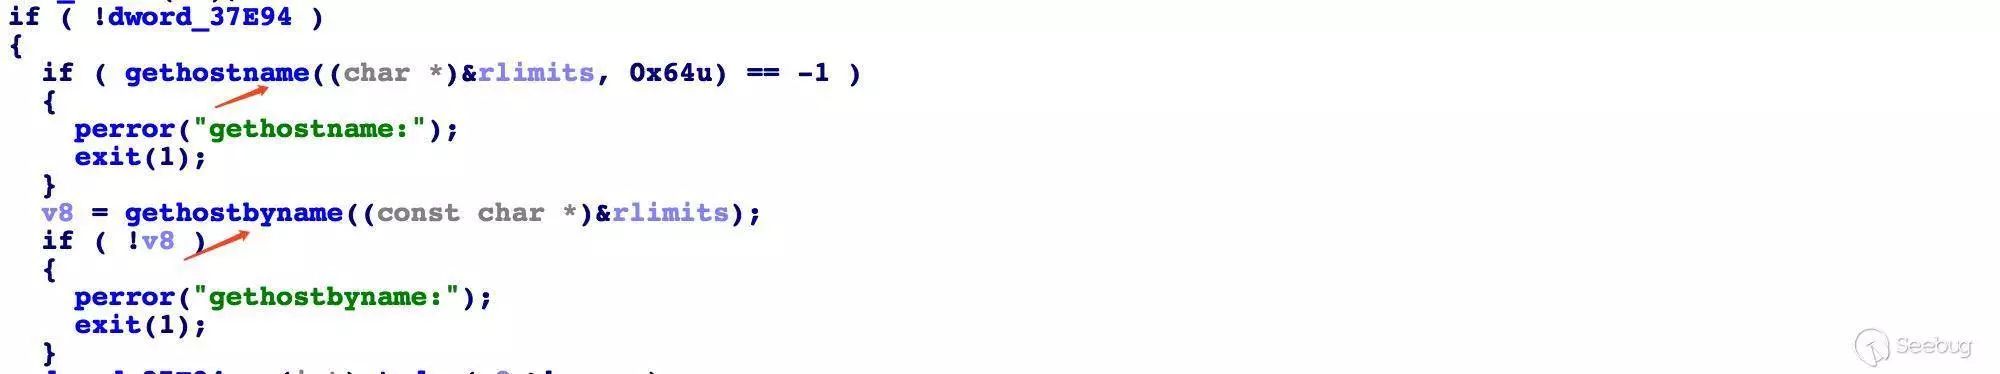 if ( !dword_37E94 )
{
if ( gethostname((char *)&rlimits, 0x64u) == -1 )
{
perror("gethostname:");
exit(1);
}
v8 = gethostbyname((const char *)&rlimits);
if ( !v8 )
{
perror("gethostbyname:");
exit(1);
}
Seebug